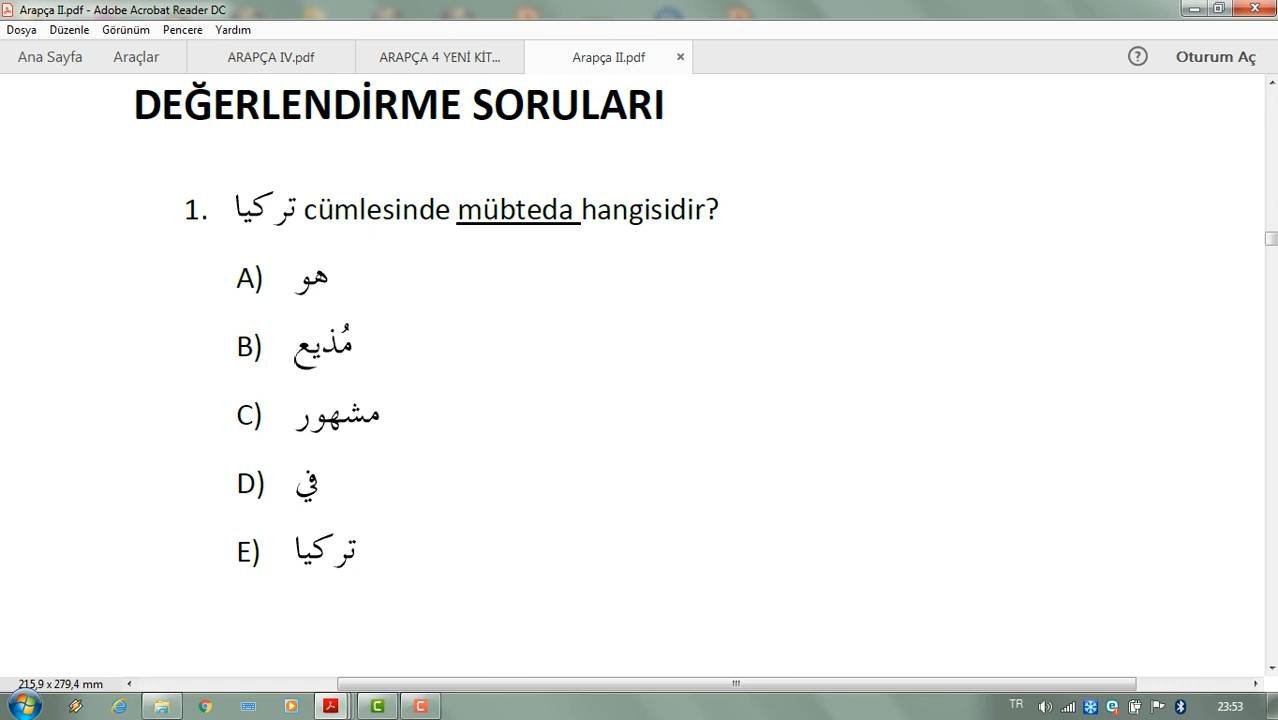 Arapça II.pdf - Adobe Acrobat Reader DC
Dosya Düzenle Görünüm Pencere Yardım
Ana Sayfa Araçlar ARAPÇA IV.pdf ARAPÇA 4 YENİ KİT... Arapça II.pdf × ? Oturum Aç
DEĞERLENDİRME SORULARI
1. تركيا cümlesinde mübteda hangisidir?
A) هو
B) مُذيع
C) مشهور
D) في
E) تركيا
215,9 x 279,4 mm
TR 23:53